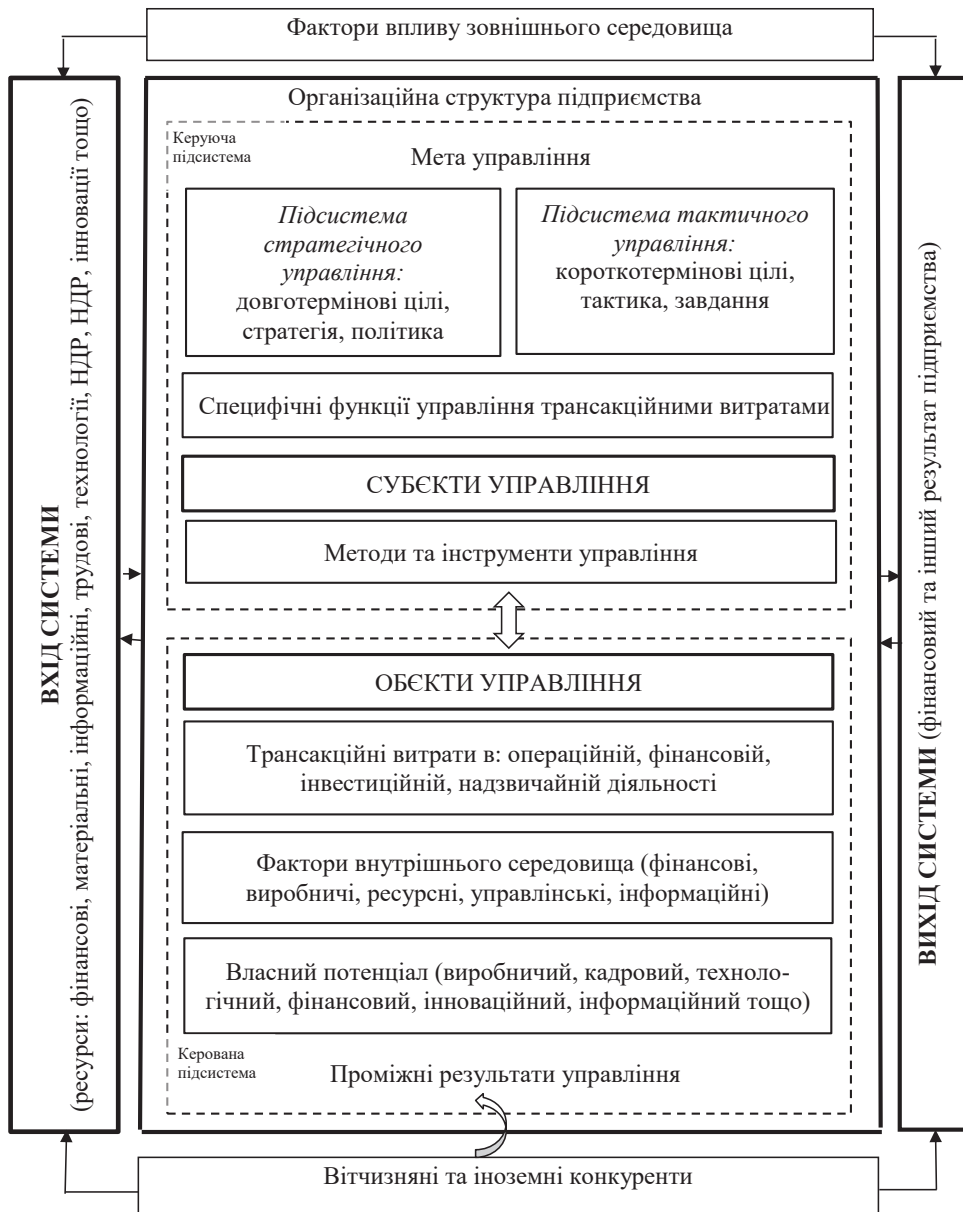 Фактори впливу зовнішнього середовища
ВХІД СИСТЕМИ
(ресурси: фінансові, матеріальні, інформаційні, трудові, технології, НДР, НДР, інновації тощо)
Організаційна структура підприємства
Керуюча
підсистема
Мета управління
Підсистема
стратегічного
управління:
довготермінові цілі,
стратегія, політика
Підсистема тактичного
управління:
короткотермінові цілі,
тактика, завдання
Специфічні функції управління трансакційними витратами
СУБЄКТИ УПРАВЛІННЯ
Методи та інструменти управління
ОБЄКТИ УПРАВЛІННЯ
Трансакційні витрати в: операційній, фінансовій,
інвестиційній, надзвичайній діяльності
Фактори внутрішнього середовища (фінансові,
виробничі, ресурсні, управлінські, інформаційні)
Власний потенціал (виробничий, кадровий, техноло-
гічний, фінансовий, інноваційний, інформаційний тощо)
Керована
підсистема
Проміжні результати управління
ВИХІД СИСТЕМИ (фінансовий та інший результат підприємства)
Вітчизняні та іноземні конкуренти